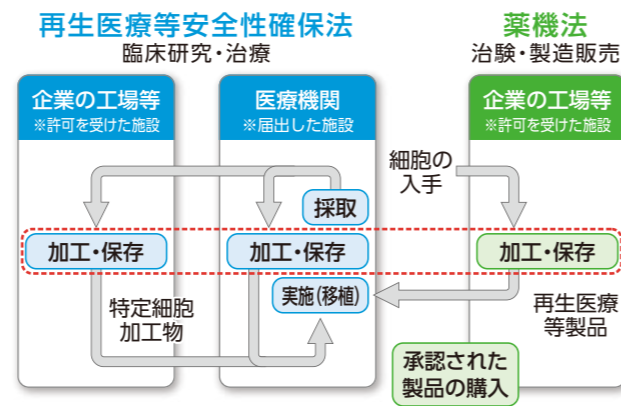 再生医療等安全性確保法
臨床研究・治療
薬機法
治験・製造販売
企業の工場等
※許可を受けた施設
医療機関
※届出した施設
企業の工場等
※許可を受けた施設
細胞の
入手
採取
加工・保存
加工・保存
加工・保存
実施(移植)
特定細胞
加工物
再生医療
等製品
承認された
製品の購入